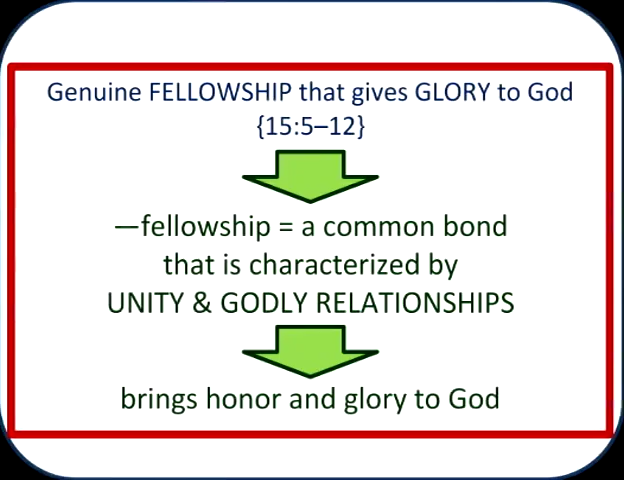 Genuine FELLOWSHIP that gives GLORY to God
{15:5–12}
—fellowship = a common bond
that is characterized by
UNITY & GODLY RELATIONSHIPS
brings honor and glory to God